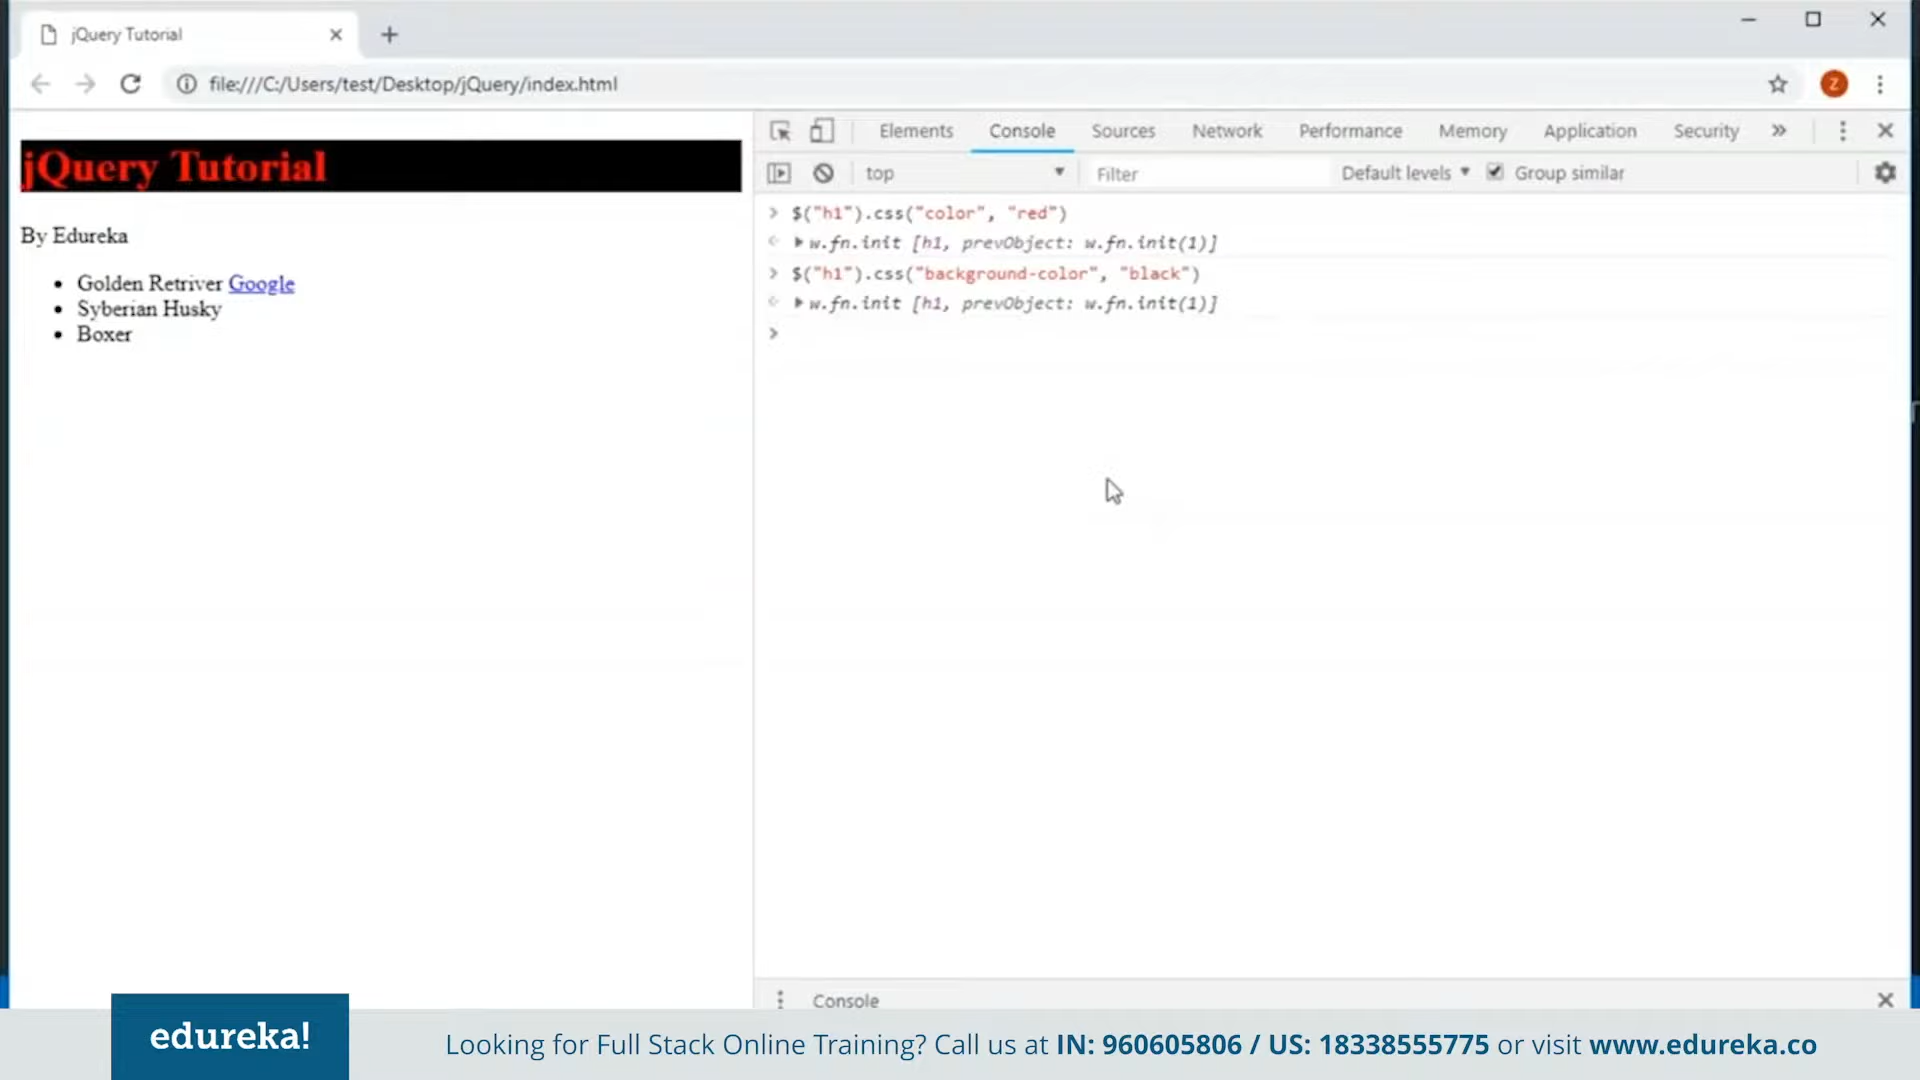 jQuery Tutorial
file:///C:/Users/test/Desktop/jQuery/index.html
Z
jQuery Tutorial
By Edureka
• Golden Retriver Google
• Syberian Husky
• Boxer
Elements Console Sources Network Performance Memory Application Security »
top Filter Default levels Group similar
> $("h1").css("color", "red")
w.fn.init [h1, prevObject: w.fn.init(1)]
> $("h1").css("background-color", "black")
w.fn.init [h1, prevObject: w.fn.init(1)]
>
Console
edureka!
Looking for Full Stack Online Training? Call us at IN: 960605806 / US: 18338555775 or visit www.edureka.co